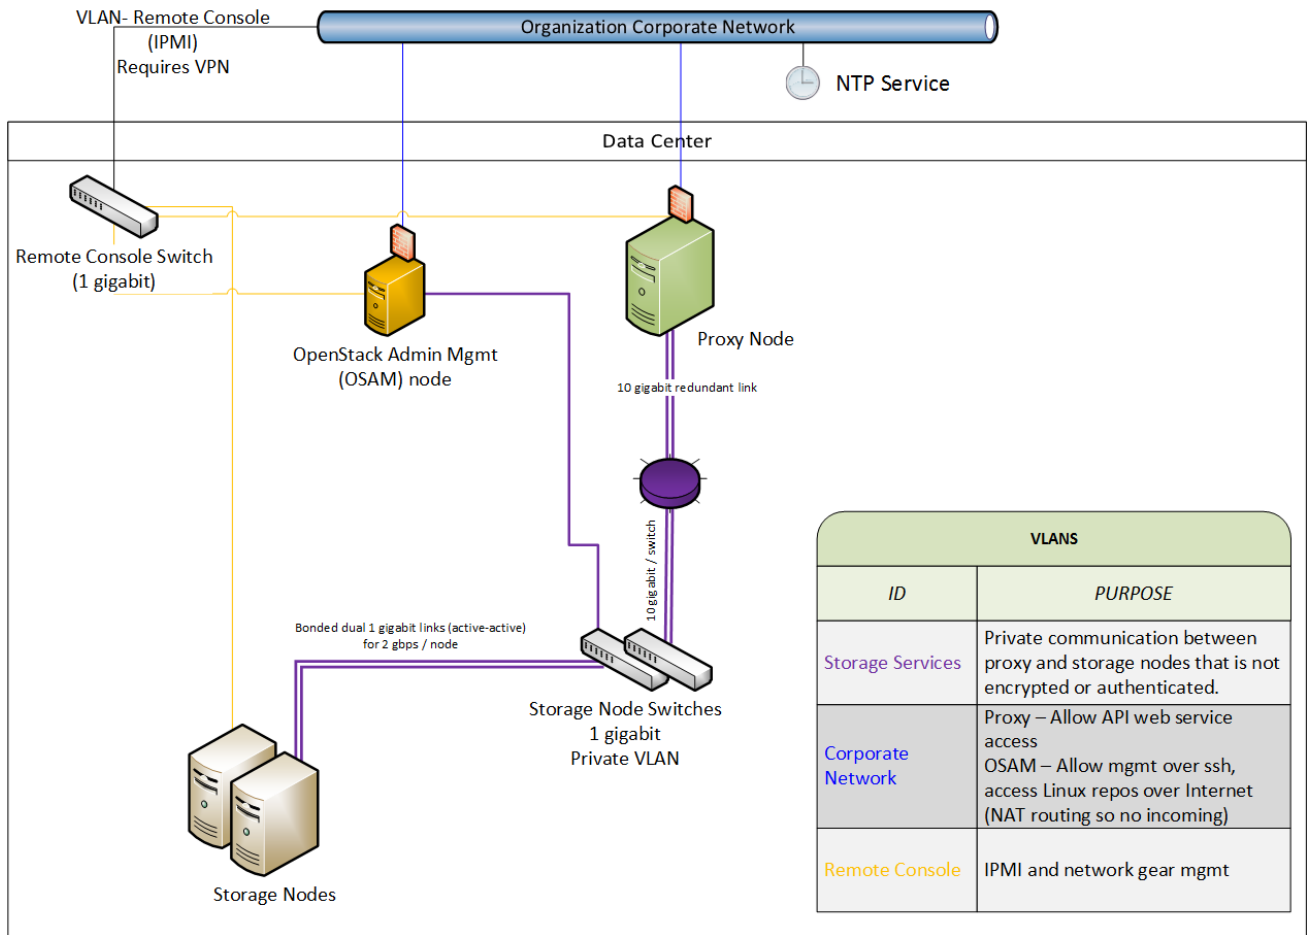 VLAN- Remote Console
(IPMI)
Requires VPN
Organization Corporate Network
NTP Service
Data Center
Remote Console Switch
(1 gigabit)
OpenStack Admin Mgmt
(OSAM) node
Proxy Node
10 gigabit redundant link
10 gigabit / switch
Bonded dual 1 gigabit links (active-active)
for 2 gbps / node
Storage Node Switches
1 gigabit
Private VLAN
Storage Nodes
VLANS
ID
PURPOSE
Storage Services
Private communication between
proxy and storage nodes that is not
encrypted or authenticated.
Corporate
Network
Proxy – Allow API web service
access
OSAM – Allow mgmt over ssh,
access Linux repos over Internet
(NAT routing so no incoming)
Remote Console
IPMI and network gear mgmt